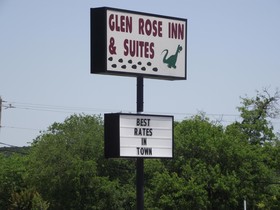 GLEN ROSE INN
& SUITES
BEST
RATES
IN
TOWN